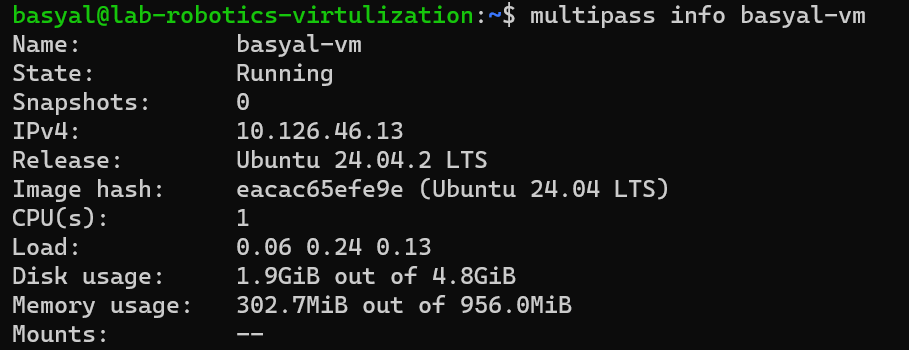 basyal@lab-robotics-virtulization:~$ multipass info basyal-vm
Name:           basyal-vm
State:          Running
Snapshots:      0
IPv4:           10.126.46.13
Release:        Ubuntu 24.04.2 LTS
Image hash:     eacac65efe9e (Ubuntu 24.04 LTS)
CPU(s):         1
Load:           0.06 0.24 0.13
Disk usage:     1.9GiB out of 4.8GiB
Memory usage:   302.7MiB out of 956.0MiB
Mounts:         --